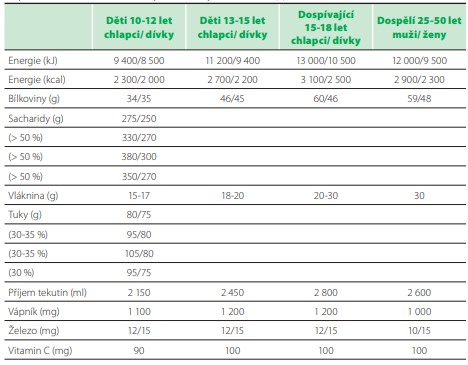 Děti 10-12 let chlapci/ dívky | Děti 13-15 let chlapci/ dívky | Dospívající 15-18 let chlapci/ dívky | Dospělí 25-50 let muži/ ženy
Energie (kJ) 9 400/8 500 11 200/9 400 13 000/10 500 12 000/9 500
Energie (kcal) 2 300/2 000 2 700/2 200 3 100/2 500 2 900/2 300
Bílkoviny (g) 34/35 46/45 60/46 59/48
Sacharidy (g) 275/250
(> 50 %) 330/270
(> 50 %) 380/300
(> 50 %) 350/270
Vláknina (g) 15-17 18-20 20-30 30
Tuky (g) 80/75
(30-35 %) 95/80
(30-35 %) 105/80
(30 %) 95/75
Příjem tekutin (ml) 2 150 2 450 2 800 2 600
Vápník (mg) 1 100 1 200 1 200 1 000
Železo (mg) 12/15 12/15 12/15 10/15
Vitamin C (mg) 90 100 100 100